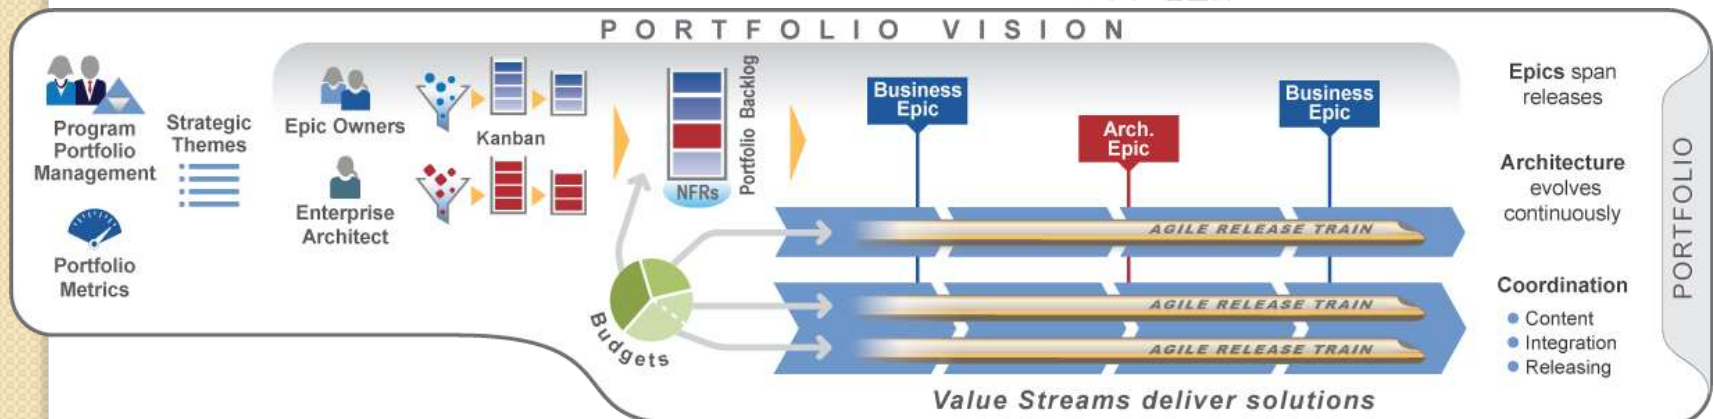 PORTFOLIO VISION
Program
Portfolio
Management
Strategic
Themes
Portfolio
Metrics
Epic Owners
Kanban
Enterprise
Architect
Portfolio Backlog
NFRs
Budgets
Business
Epic
Arch.
Epic
Business
Epic
AGILE RELEASE TRAIN
AGILE RELEASE TRAIN
AGILE RELEASE TRAIN
Value Streams deliver solutions
Epics span
releases
Architecture
evolves
continuously
Coordination
Content
Integration
Releasing
PORTFOLIO